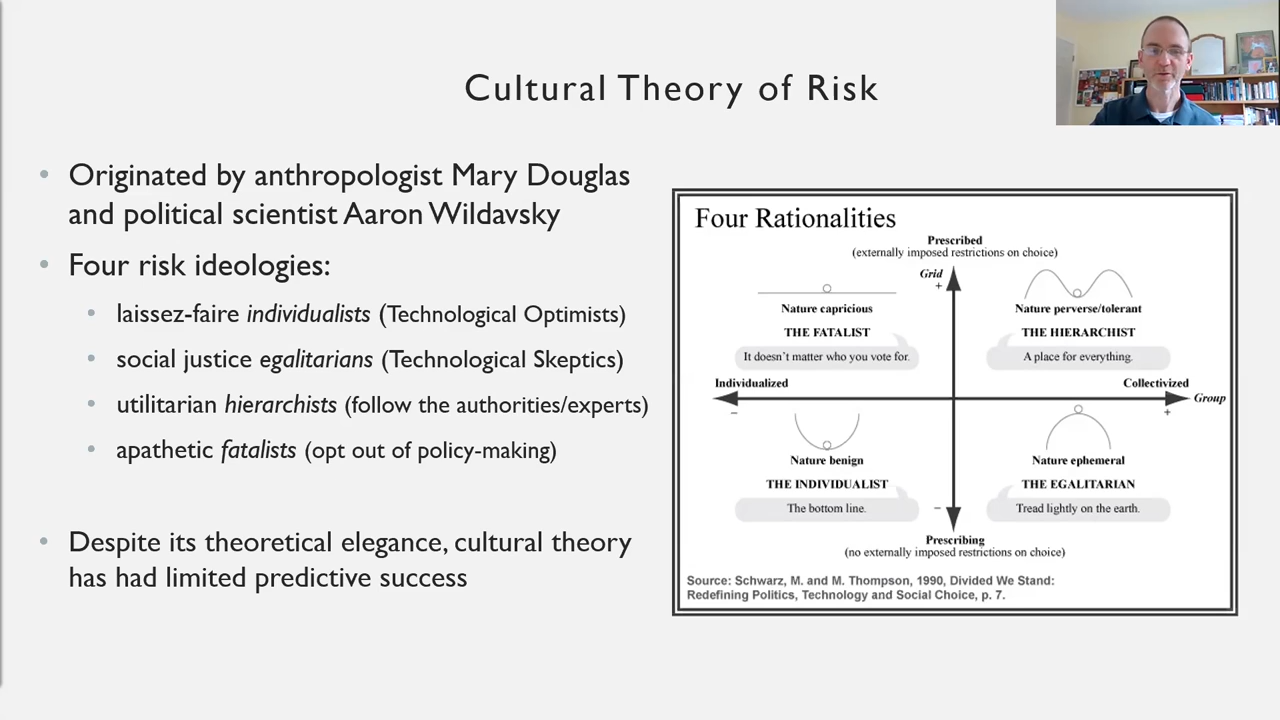 Cultural Theory of Risk
• Originated by anthropologist Mary Douglas
and political scientist Aaron Wildavsky
• Four risk ideologies:
• laissez-faire individualists (Technological Optimists)
• social justice egalitarians (Technological Skeptics)
• utilitarian hierarchists (follow the authorities/experts)
• apathetic fatalists (opt out of policy-making)
• Despite its theoretical elegance, cultural theory
has had limited predictive success
Four Rationalities
Prescribed
(externally imposed restrictions on choice)
Grid
+
Nature capricious
THE FATALIST
It doesn't matter who you vote for.
Nature perverse/tolerant
THE HIERARCHIST
A place for everything.
Individualized
−
Collectivized
Group
+
Nature benign
THE INDIVIDUALIST
The bottom line.
Nature ephemeral
THE EGALITARIAN
Tread lightly on the earth.
−
Prescribing
(no externally imposed restrictions on choice)
Source: Schwarz, M. and M. Thompson, 1990, Divided We Stand:
Redefining Politics, Technology and Social Choice, p. 7.